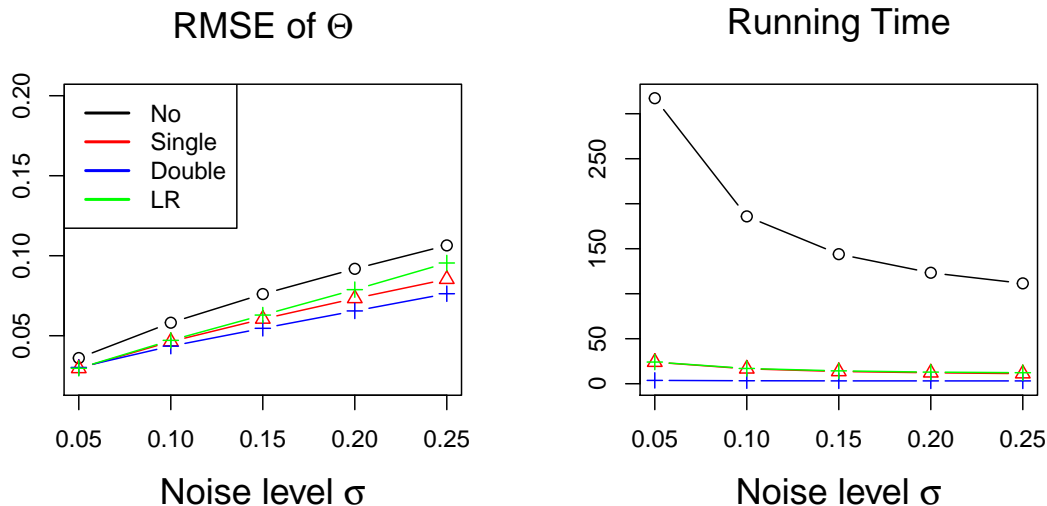 RMSE of Θ
0.20
0.15
0.10
0.05
No
Single
Double
LR
0.05 0.10 0.15 0.20 0.25
Noise level σ
Running Time
250
150
50
0
0.05 0.10 0.15 0.20 0.25
Noise level σ